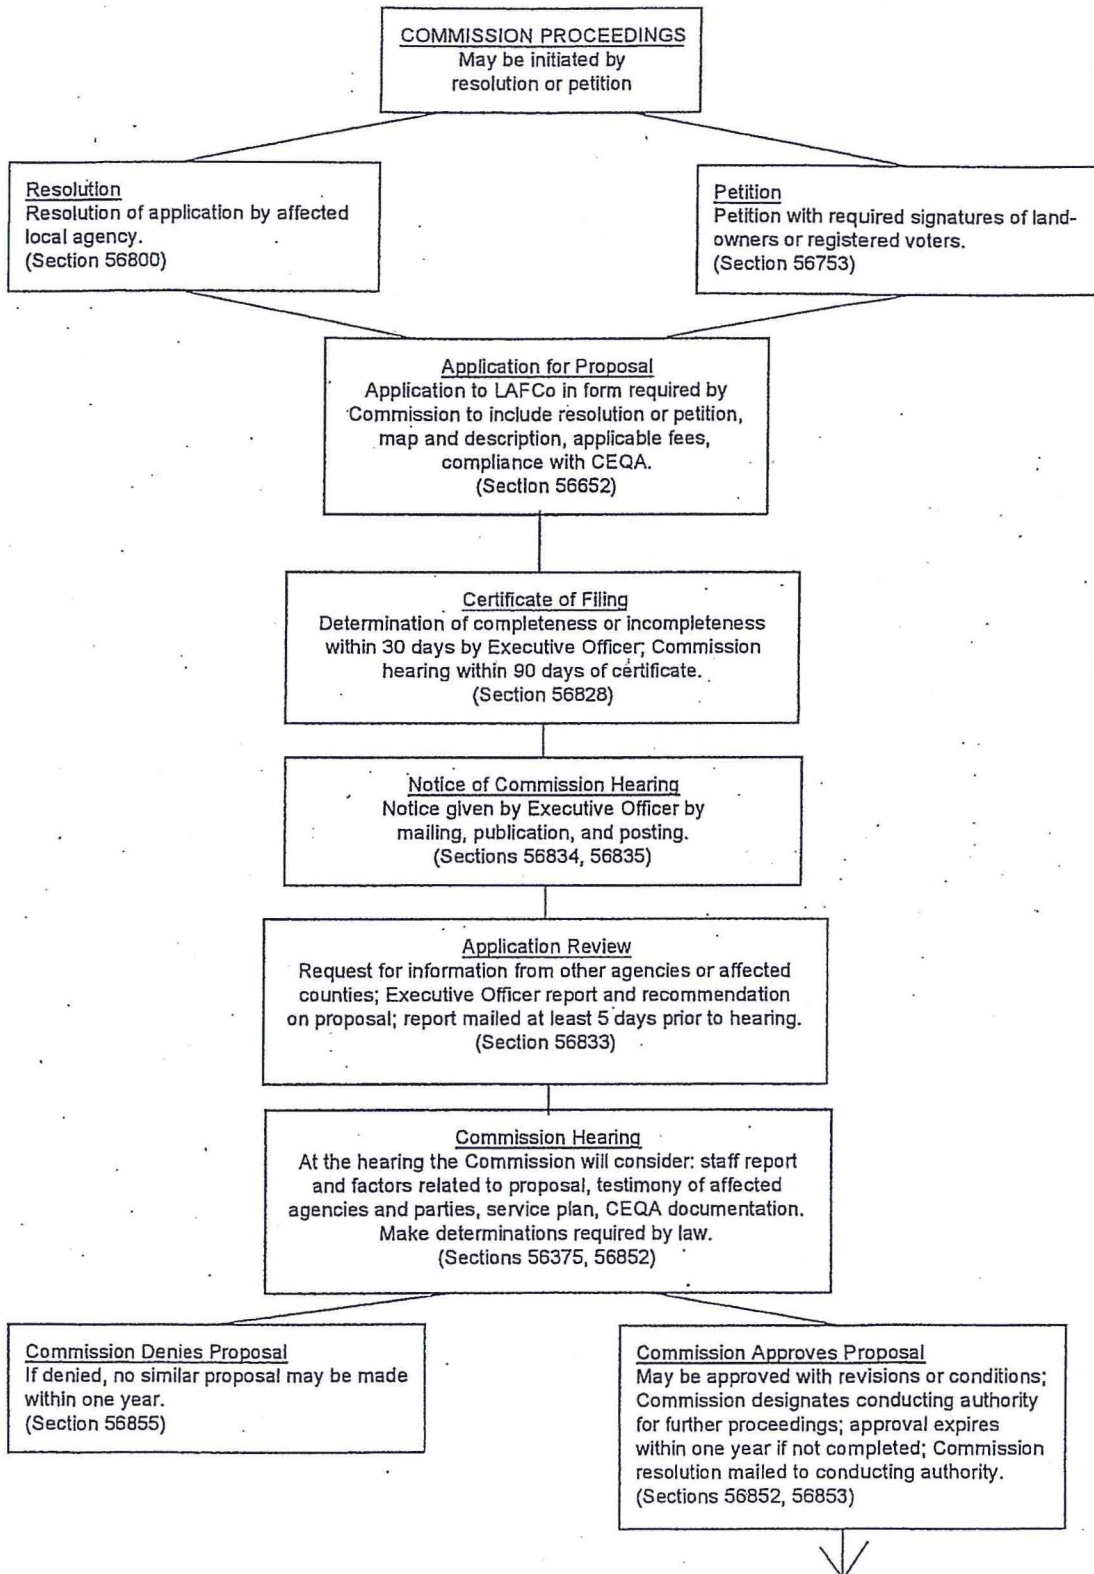 COMMISSION PROCEEDINGS
May be initiated by
resolution or petition
Resolution
Resolution of application by affected
local agency.
(Section 56800)
Petition
Petition with required signatures of land-
owners or registered voters.
(Section 56753)
Application for Proposal
Application to LAFCo in form required by
Commission to include resolution or petition,
map and description, applicable fees,
compliance with CEQA.
(Section 56652)
Certificate of Filing
Determination of completeness or incompleteness
within 30 days by Executive Officer; Commission
hearing within 90 days of certificate.
(Section 56828)
Notice of Commission Hearing
Notice given by Executive Officer by
mailing, publication, and posting.
(Sections 56834, 56835)
Application Review
Request for information from other agencies or affected
counties; Executive Officer report and recommendation
on proposal; report mailed at least 5 days prior to hearing.
(Section 56833)
Commission Hearing
At the hearing the Commission will consider: staff report
and factors related to proposal, testimony of affected
agencies and parties, service plan, CEQA documentation.
Make determinations required by law.
(Sections 56375, 56852)
Commission Denies Proposal
If denied, no similar proposal may be made
within one year.
(Section 56855)
Commission Approves Proposal
May be approved with revisions or conditions;
Commission designates conducting authority
for further proceedings; approval expires
within one year if not completed; Commission
resolution mailed to conducting authority.
(Sections 56852, 56853)